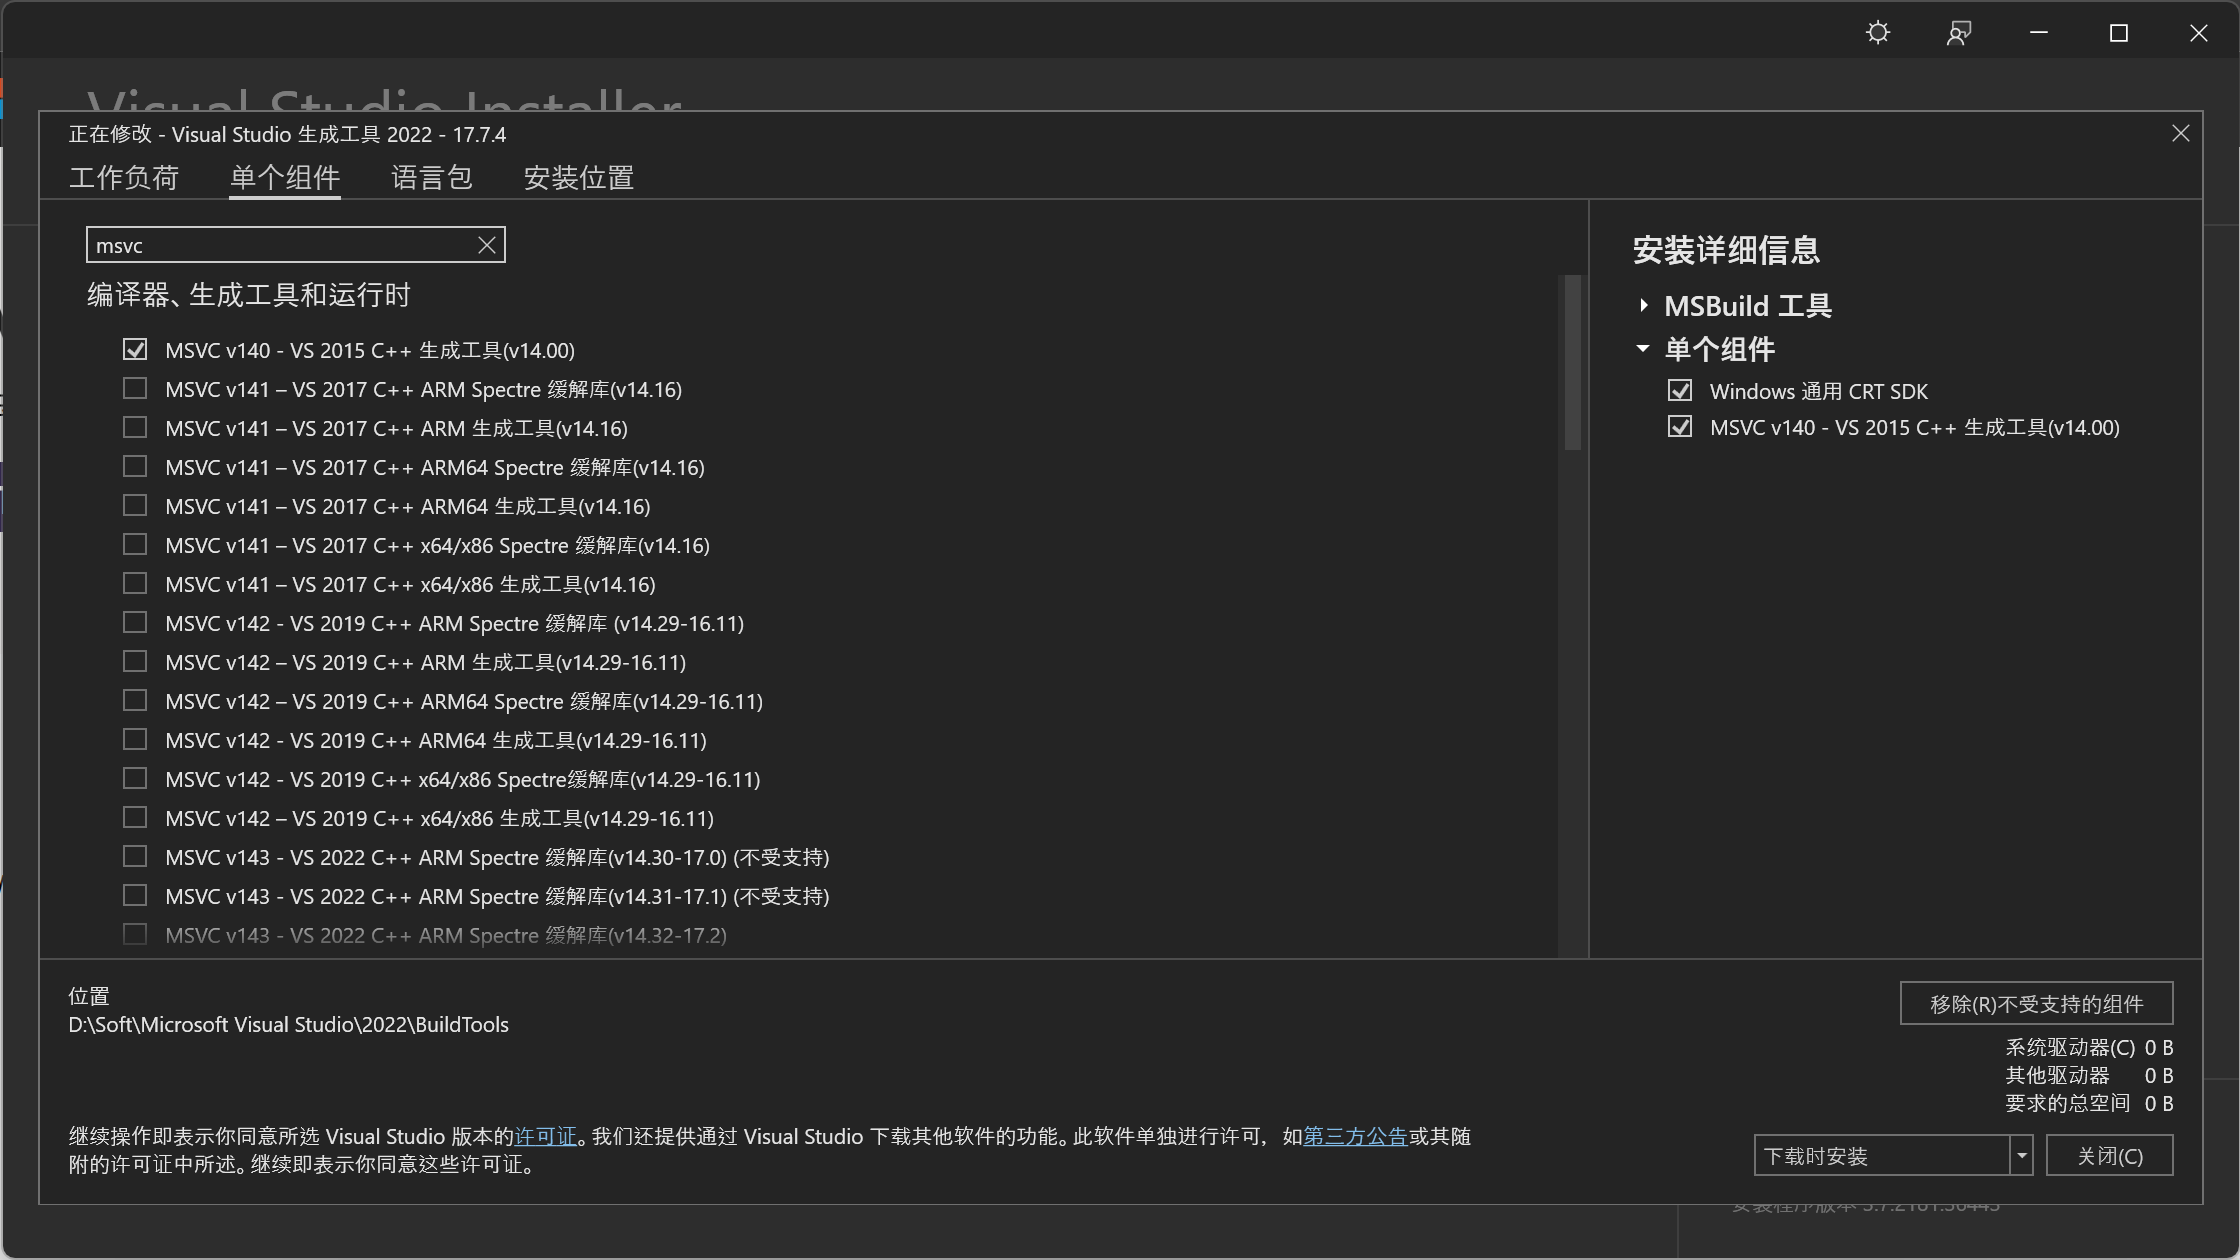 Visual Studio Installer
正在修改 - Visual Studio 生成工具 2022 - 17.7.4
工作负荷 单个组件 语言包 安装位置
msvc
编译器、生成工具和运行时
MSVC v140 - VS 2015 C++ 生成工具(v14.00)
MSVC v141 – VS 2017 C++ ARM Spectre 缓解库(v14.16)
MSVC v141 – VS 2017 C++ ARM 生成工具(v14.16)
MSVC v141 – VS 2017 C++ ARM64 Spectre 缓解库(v14.16)
MSVC v141 – VS 2017 C++ ARM64 生成工具(v14.16)
MSVC v141 – VS 2017 C++ x64/x86 Spectre 缓解库(v14.16)
MSVC v141 – VS 2017 C++ x64/x86 生成工具(v14.16)
MSVC v142 - VS 2019 C++ ARM Spectre 缓解库 (v14.29-16.11)
MSVC v142 – VS 2019 C++ ARM 生成工具(v14.29-16.11)
MSVC v142 – VS 2019 C++ ARM64 Spectre 缓解库(v14.29-16.11)
MSVC v142 - VS 2019 C++ ARM64 生成工具(v14.29-16.11)
MSVC v142 - VS 2019 C++ x64/x86 Spectre缓解库(v14.29-16.11)
MSVC v142 – VS 2019 C++ x64/x86 生成工具(v14.29-16.11)
MSVC v143 - VS 2022 C++ ARM Spectre 缓解库(v14.30-17.0) (不受支持)
MSVC v143 - VS 2022 C++ ARM Spectre 缓解库(v14.31-17.1) (不受支持)
MSVC v143 - VS 2022 C++ ARM Spectre 缓解库(v14.32-17.2)
安装详细信息
MSBuild 工具
单个组件
Windows 通用 CRT SDK
MSVC v140 - VS 2015 C++ 生成工具(v14.00)
位置
D:\Soft\Microsoft Visual Studio\2022\BuildTools
移除(R)不受支持的组件
系统驱动器(C) 0 B
其他驱动器 0 B
要求的总空间 0 B
继续操作即表示你同意所选 Visual Studio 版本的许可证。我们还提供通过 Visual Studio 下载其他软件的功能。此软件单独进行许可，如第三方公告或其随
附的许可证中所述。继续即表示你同意这些许可证。
下载时安装 关闭(C)
安装程序版本